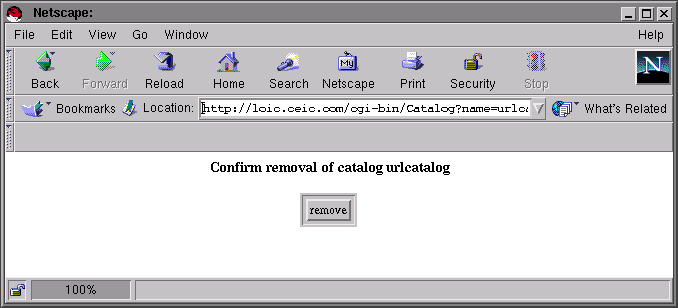 Netscape:
File Edit View Go Window Help
Back Forward Reload Home Search Netscape Print Security Stop
My
N
Bookmarks Location: http://loic.ceic.com/cgi-bin/Catalog?name=urlca What's Related
Confirm removal of catalog urlcatalog
remove
100%